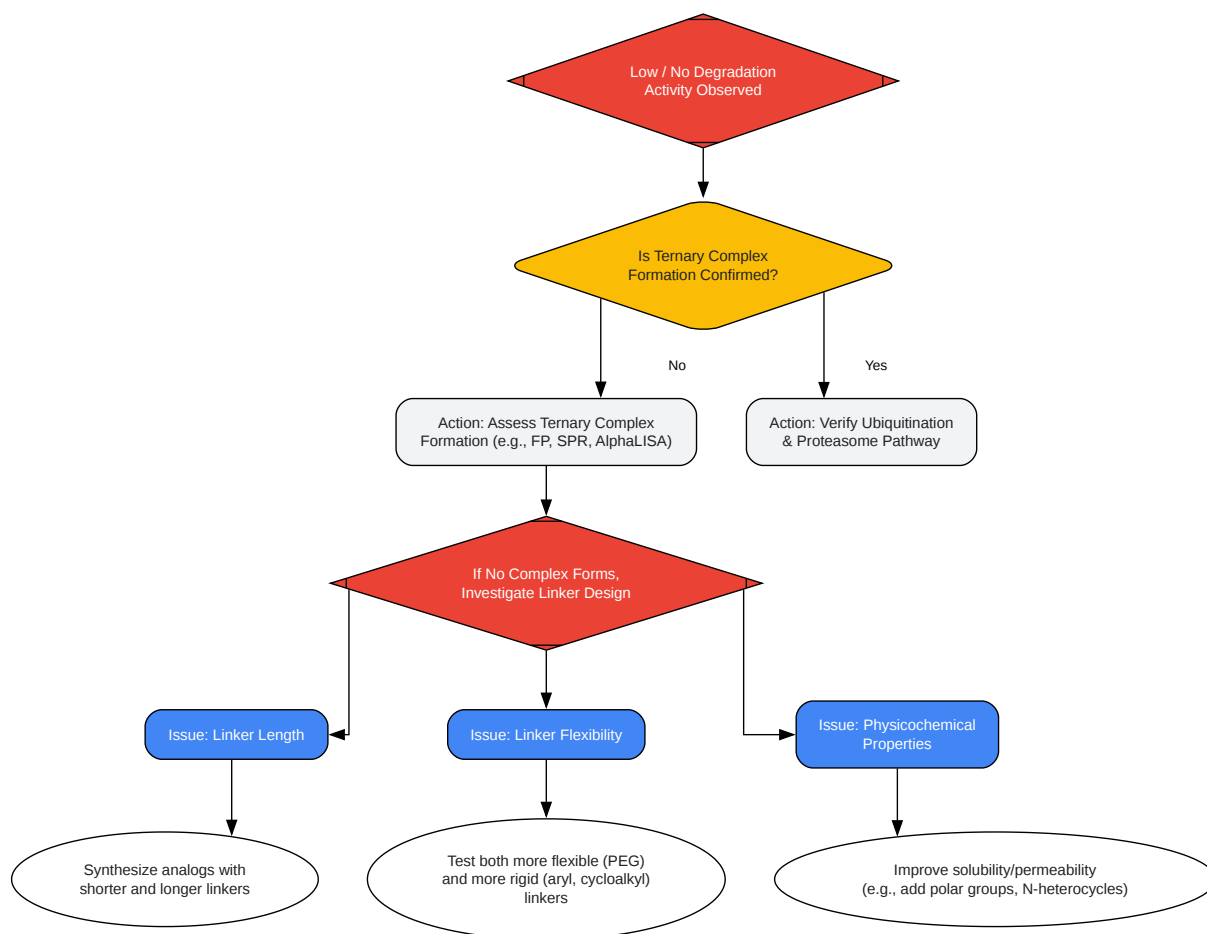 Low / No Degradation
Activity Observed
Is Ternary Complex
Formation Confirmed?
No
Yes
Action: Assess Ternary Complex
Formation (e.g., FP, SPR, AlphaLISA)
Action: Verify Ubiquitination
& Proteasome Pathway
If No Complex Forms,
Investigate Linker Design
Issue: Linker Length
Issue: Linker Flexibility
Issue: Physicochemical
Properties
Synthesize analogs with
shorter and longer linkers
Test both more flexible (PEG)
and more rigid (aryl, cycloalkyl)
linkers
Improve solubility/permeability
(e.g., add polar groups, N-heterocycles)